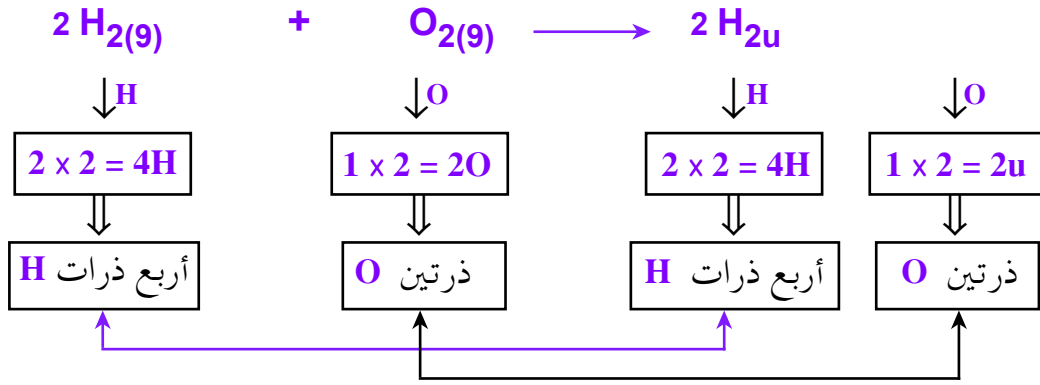 2 H2(9) + O2(9) 2 H2u
H O H O
2 × 2 = 4H 1 × 2 = 2O 2 × 2 = 4H 1 × 2 = 2u
أربع ذرات H ذرتين O أربع ذرات H ذرتين O